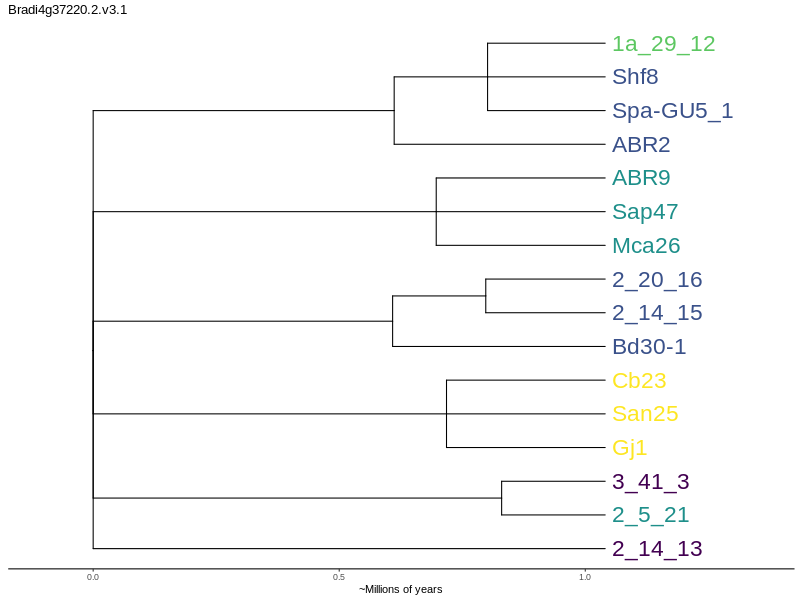 Bradi4g37220.2.v3.1
1a_29_12
Shf8
Spa-GU5_1
ABR2
ABR9
Sap47
Mca26
2_20_16
2_14_15
Bd30-1
Cb23
San25
Gj1
3_41_3
2_5_21
2_14_13
0.0 0.5 1.0
~Millions of years